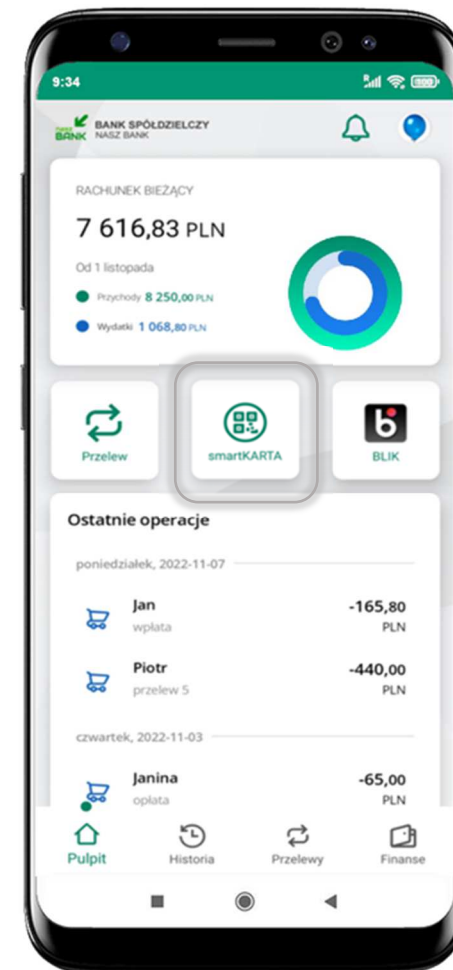 9:34
nasz BANK
BANK SPÓŁDZIELCZY
NASZ BANK
RACHUNEK BIEŻĄCY
7 616,83 PLN
Od 1 listopada
Przychody 8 250,00 PLN
Wydatki 1 068,80 PLN
Przelew
smartKARTA
BLIK
Ostatnie operacje
poniedziałek, 2022-11-07
Jan
-165,80
wpłata
PLN
Piotr
-440,00
przelew 5
PLN
czwartek, 2022-11-03
Janina
-65,00
opłata
PLN
Pulpit
Historia
Przelewy
Finanse